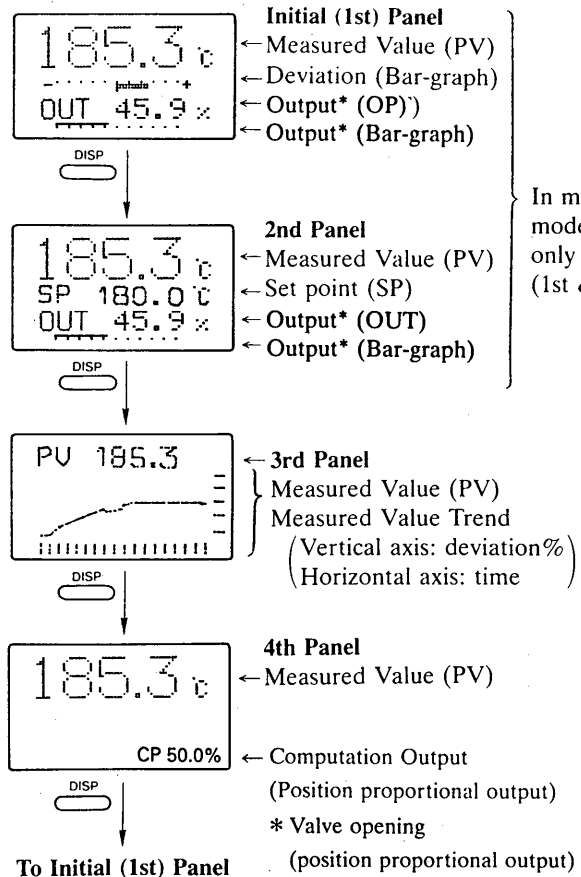 Initial (1st) Panel
185.3 ℃
← Measured Value (PV)
- +
← Deviation (Bar-graph)
OUT 45.9 %
← Output* (OP)`)
← Output* (Bar-graph)
DISP
In m
mode
only
(1st &
2nd Panel
185.3 ℃
← Measured Value (PV)
SP 180.0 ℃
← Set point (SP)
OUT 45.9 %
← Output* (OUT)
← Output* (Bar-graph)
DISP
PV 185.3
← 3rd Panel
Measured Value (PV)
Measured Value Trend
(Vertical axis: deviation%
Horizontal axis: time)
DISP
4th Panel
185.3 ℃
← Measured Value (PV)
CP 50.0%
← Computation Output
(Position proportional output)
DISP
* Valve opening
(position proportional output)
To Initial (1st) Panel